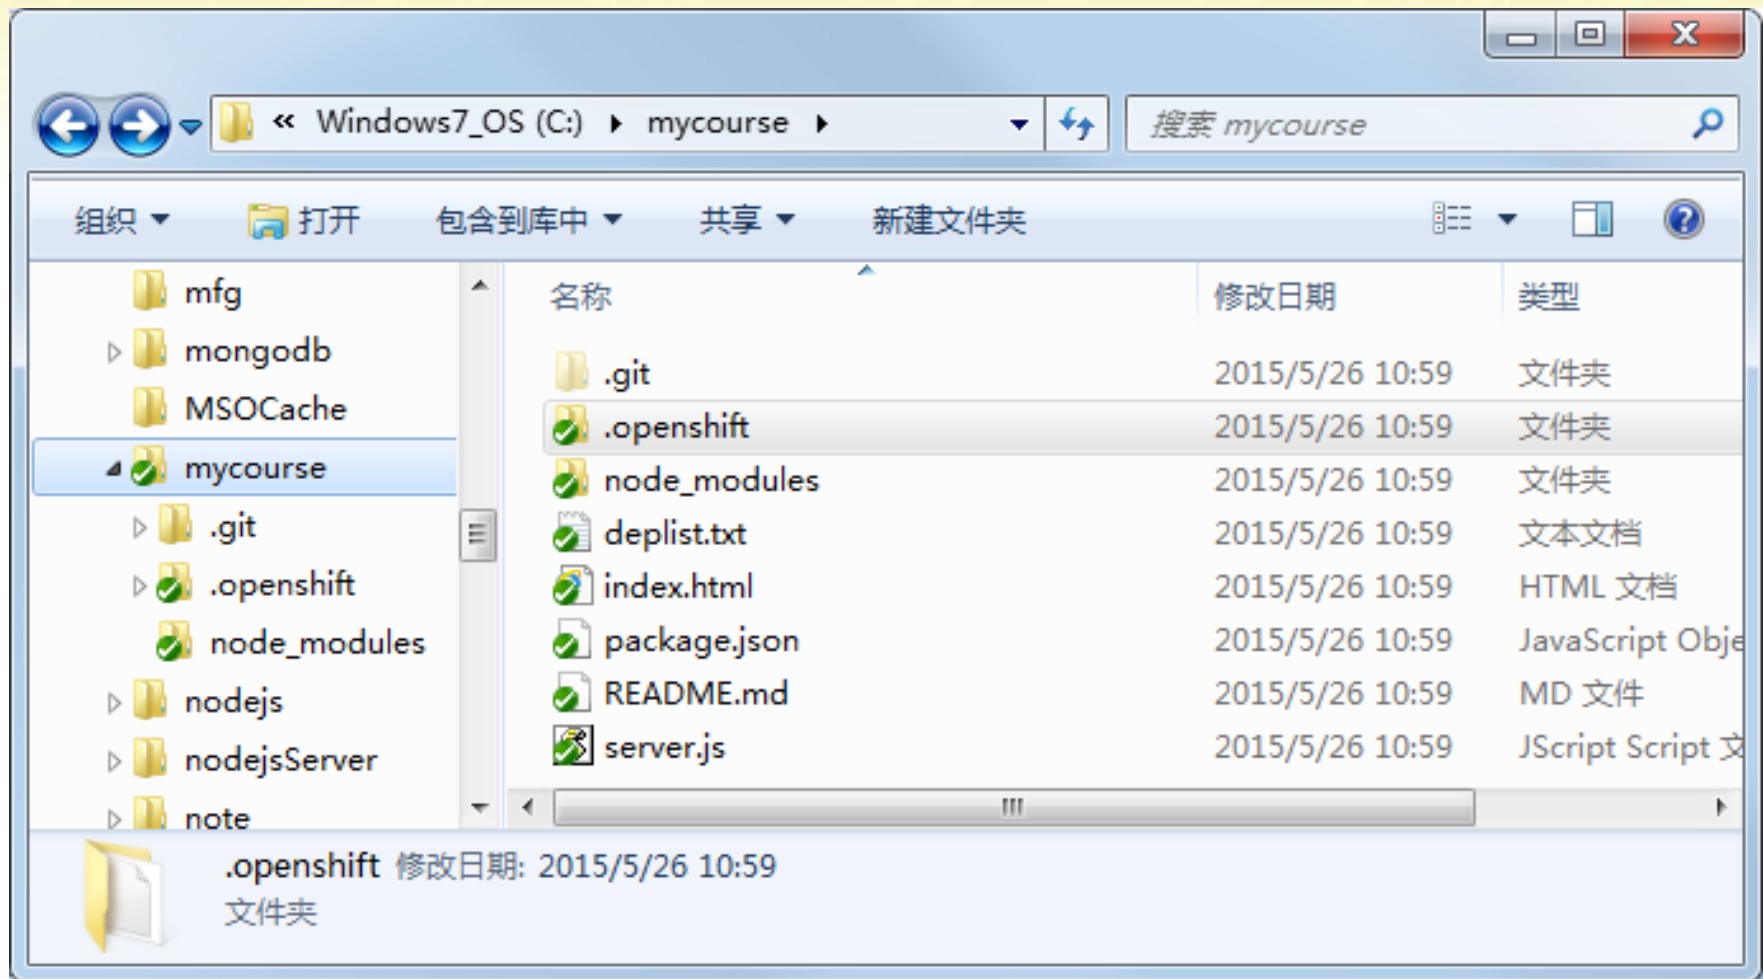 « Windows7_OS (C:) ▸ mycourse ▸ 搜索 mycourse
组织 打开 包含到库中 共享 新建文件夹
mfg
mongodb
MSOCache
mycourse
.git
.openshift
node_modules
nodejs
nodejsServer
note
名称 修改日期 类型
.git 2015/5/26 10:59 文件夹
.openshift 2015/5/26 10:59 文件夹
node_modules 2015/5/26 10:59 文件夹
deplist.txt 2015/5/26 10:59 文本文档
index.html 2015/5/26 10:59 HTML 文档
package.json 2015/5/26 10:59 JavaScript Obje
README.md 2015/5/26 10:59 MD 文件
server.js 2015/5/26 10:59 JScript Script 文
.openshift 修改日期: 2015/5/26 10:59
文件夹